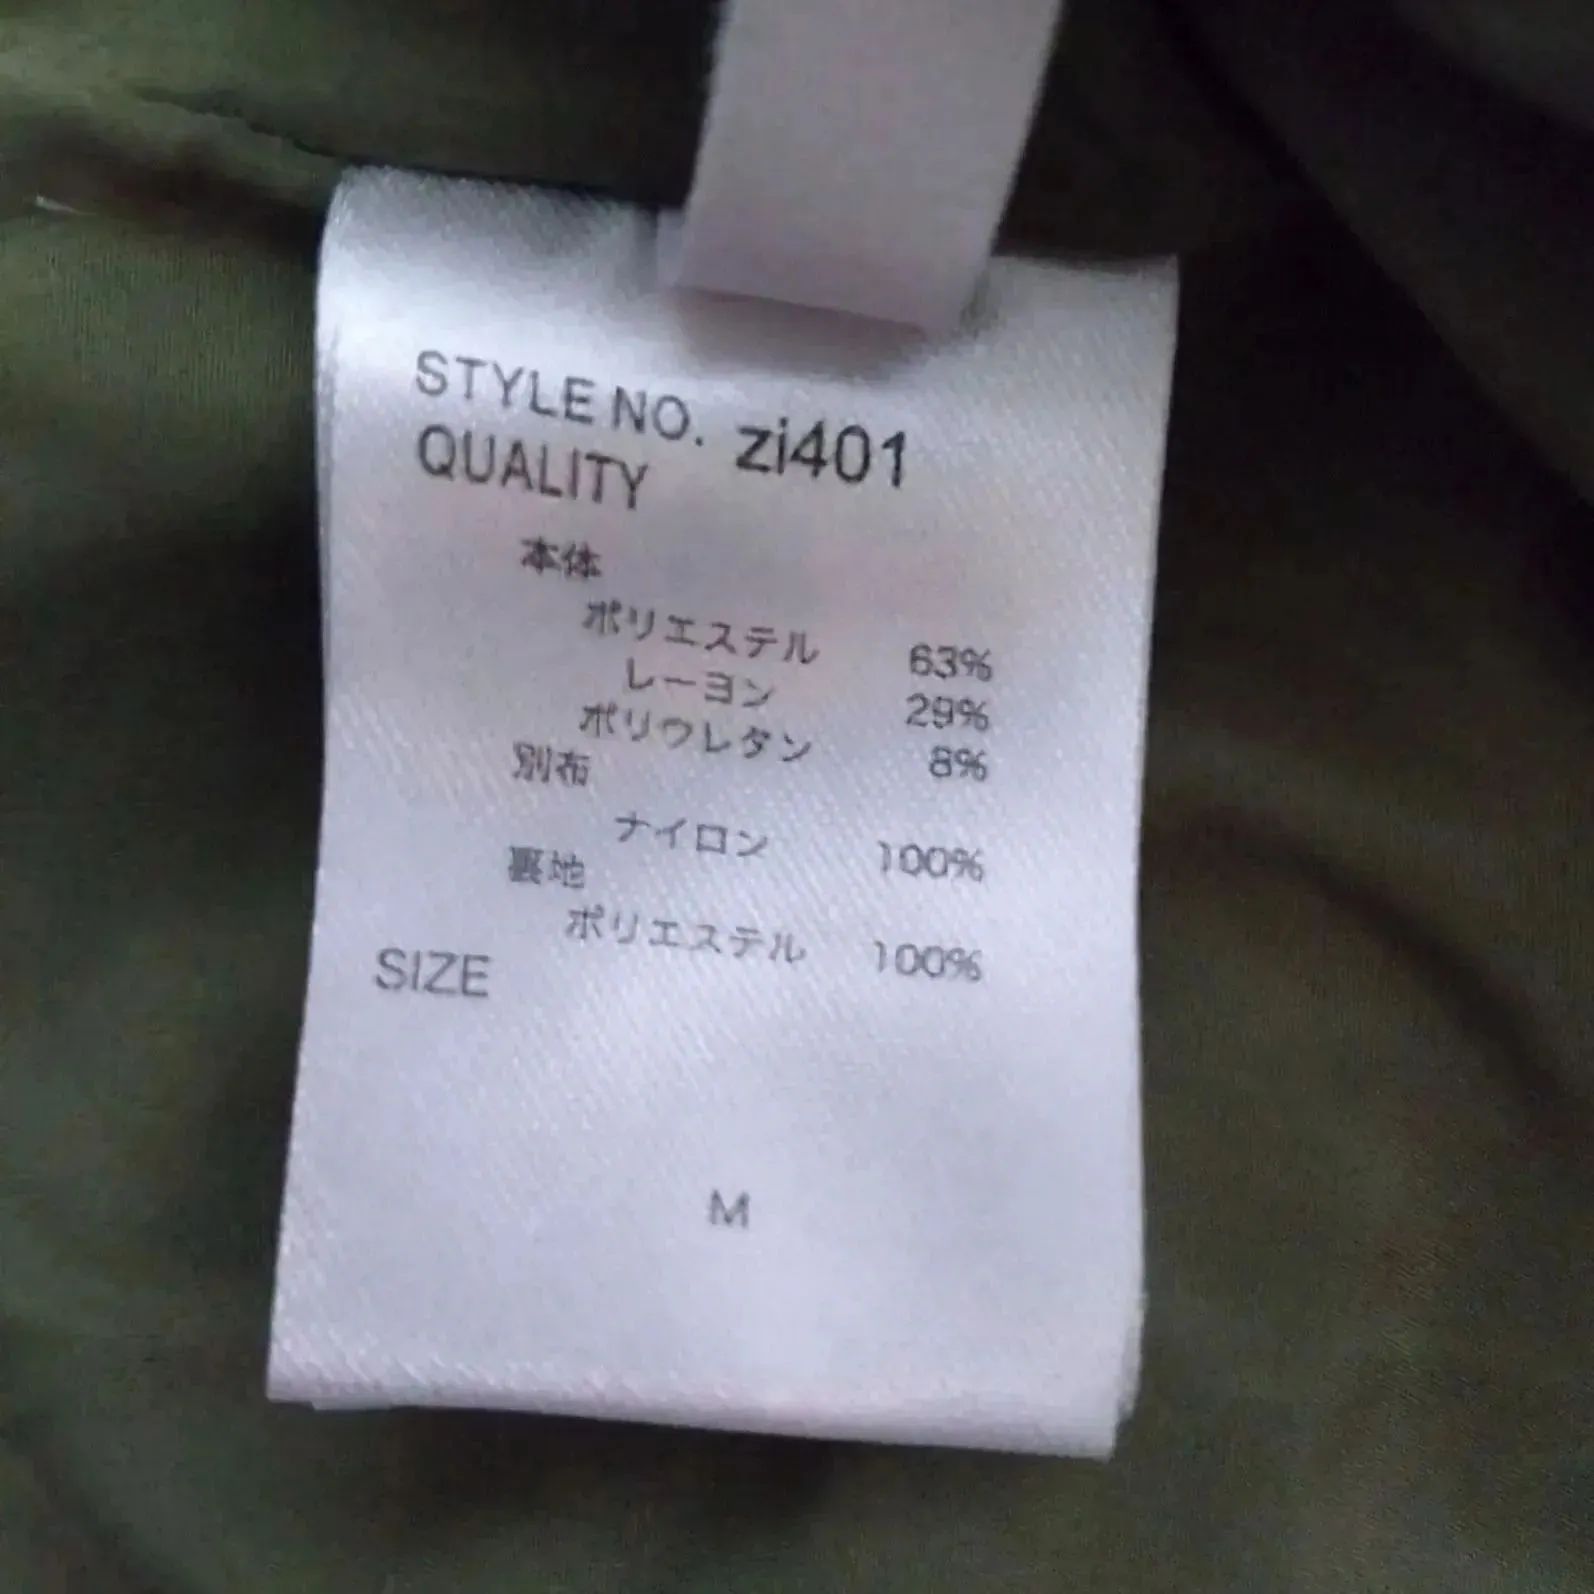 STYLE NO. zi401
QUALITY
本体
ポリエステル 63%
レーヨン 29%
ポリウレタン 8%
別布
ナイロン 100%
裏地
ポリエステル 100%
SIZE
M